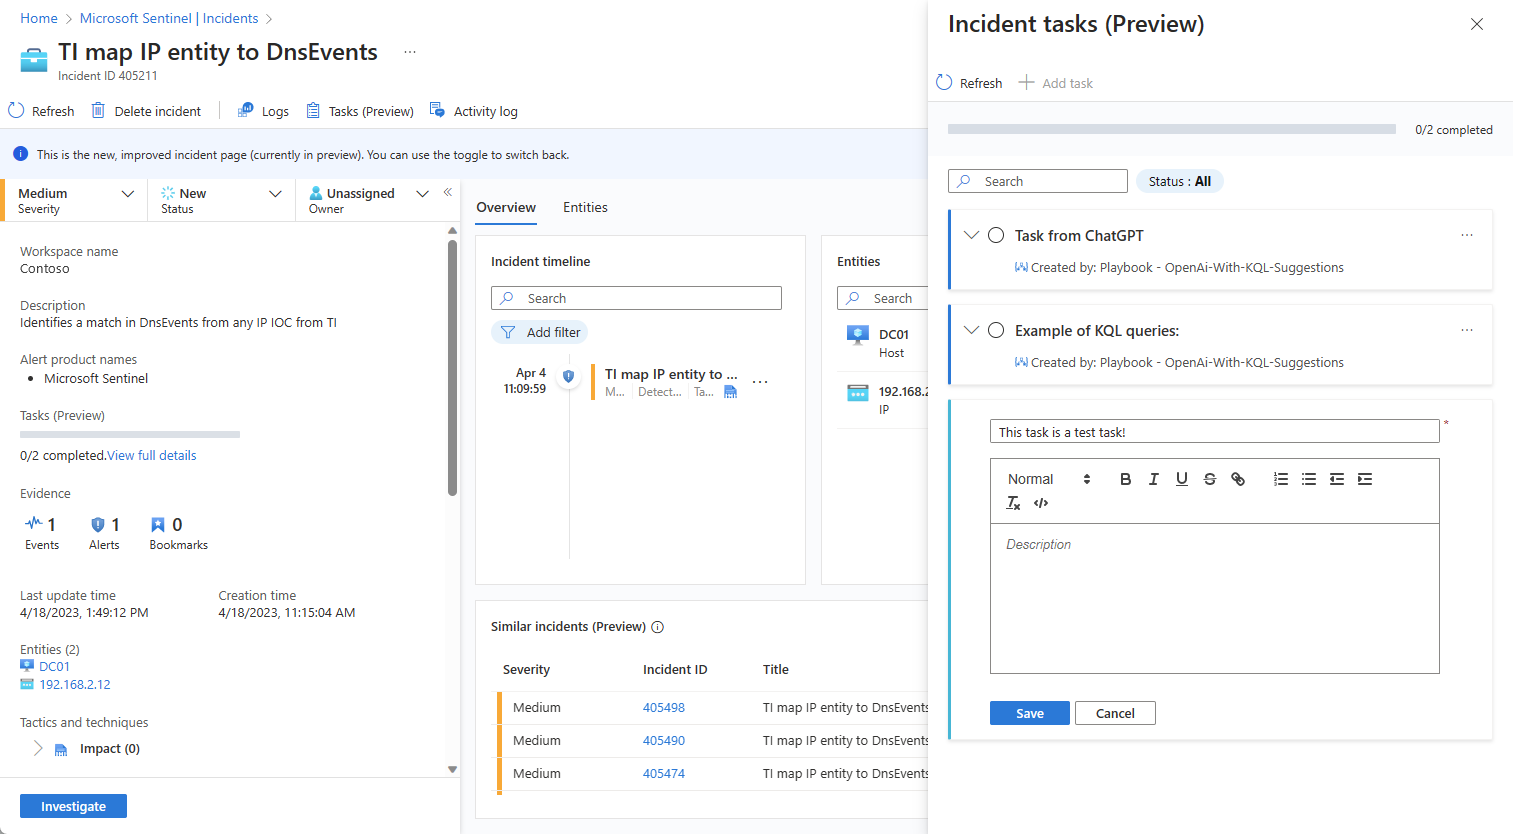 Home > Microsoft Sentinel | Incidents >
TI map IP entity to DnsEvents ...
Incident ID 405211
Refresh Delete incident Logs Tasks (Preview) Activity log
This is the new, improved incident page (currently in preview). You can use the toggle to switch back.
Medium
Severity
New
Status
Unassigned
Owner
«
Workspace name
Contoso
Description
Identifies a match in DnsEvents from any IP IOC from TI
Alert product names
• Microsoft Sentinel
Tasks (Preview)
0/2 completed.View full details
Evidence
1
Events
1
Alerts
0
Bookmarks
Last update time
4/18/2023, 1:49:12 PM
Creation time
4/18/2023, 11:15:04 AM
Entities (2)
DC01
192.168.2.12
Tactics and techniques
Impact (0)
Investigate
Overview Entities
Incident timeline
Search
Add filter
Apr 4
11:09:59
TI map IP entity to ...
M... Detect... Ta...
...
Entities
Search
DC01
Host
192.168.2
IP
Similar incidents (Preview)
Severity Incident ID Title
Medium 405498 TI map IP entity to DnsEvents
Medium 405490 TI map IP entity to DnsEvents
Medium 405474 TI map IP entity to DnsEvents
Incident tasks (Preview)
Refresh Add task
0/2 completed
Search
Status : All
Task from ChatGPT ...
Created by: Playbook - OpenAi-With-KQL-Suggestions
Example of KQL queries: ...
Created by: Playbook - OpenAi-With-KQL-Suggestions
This task is a test task! *
Normal B I U S
Description
Save Cancel